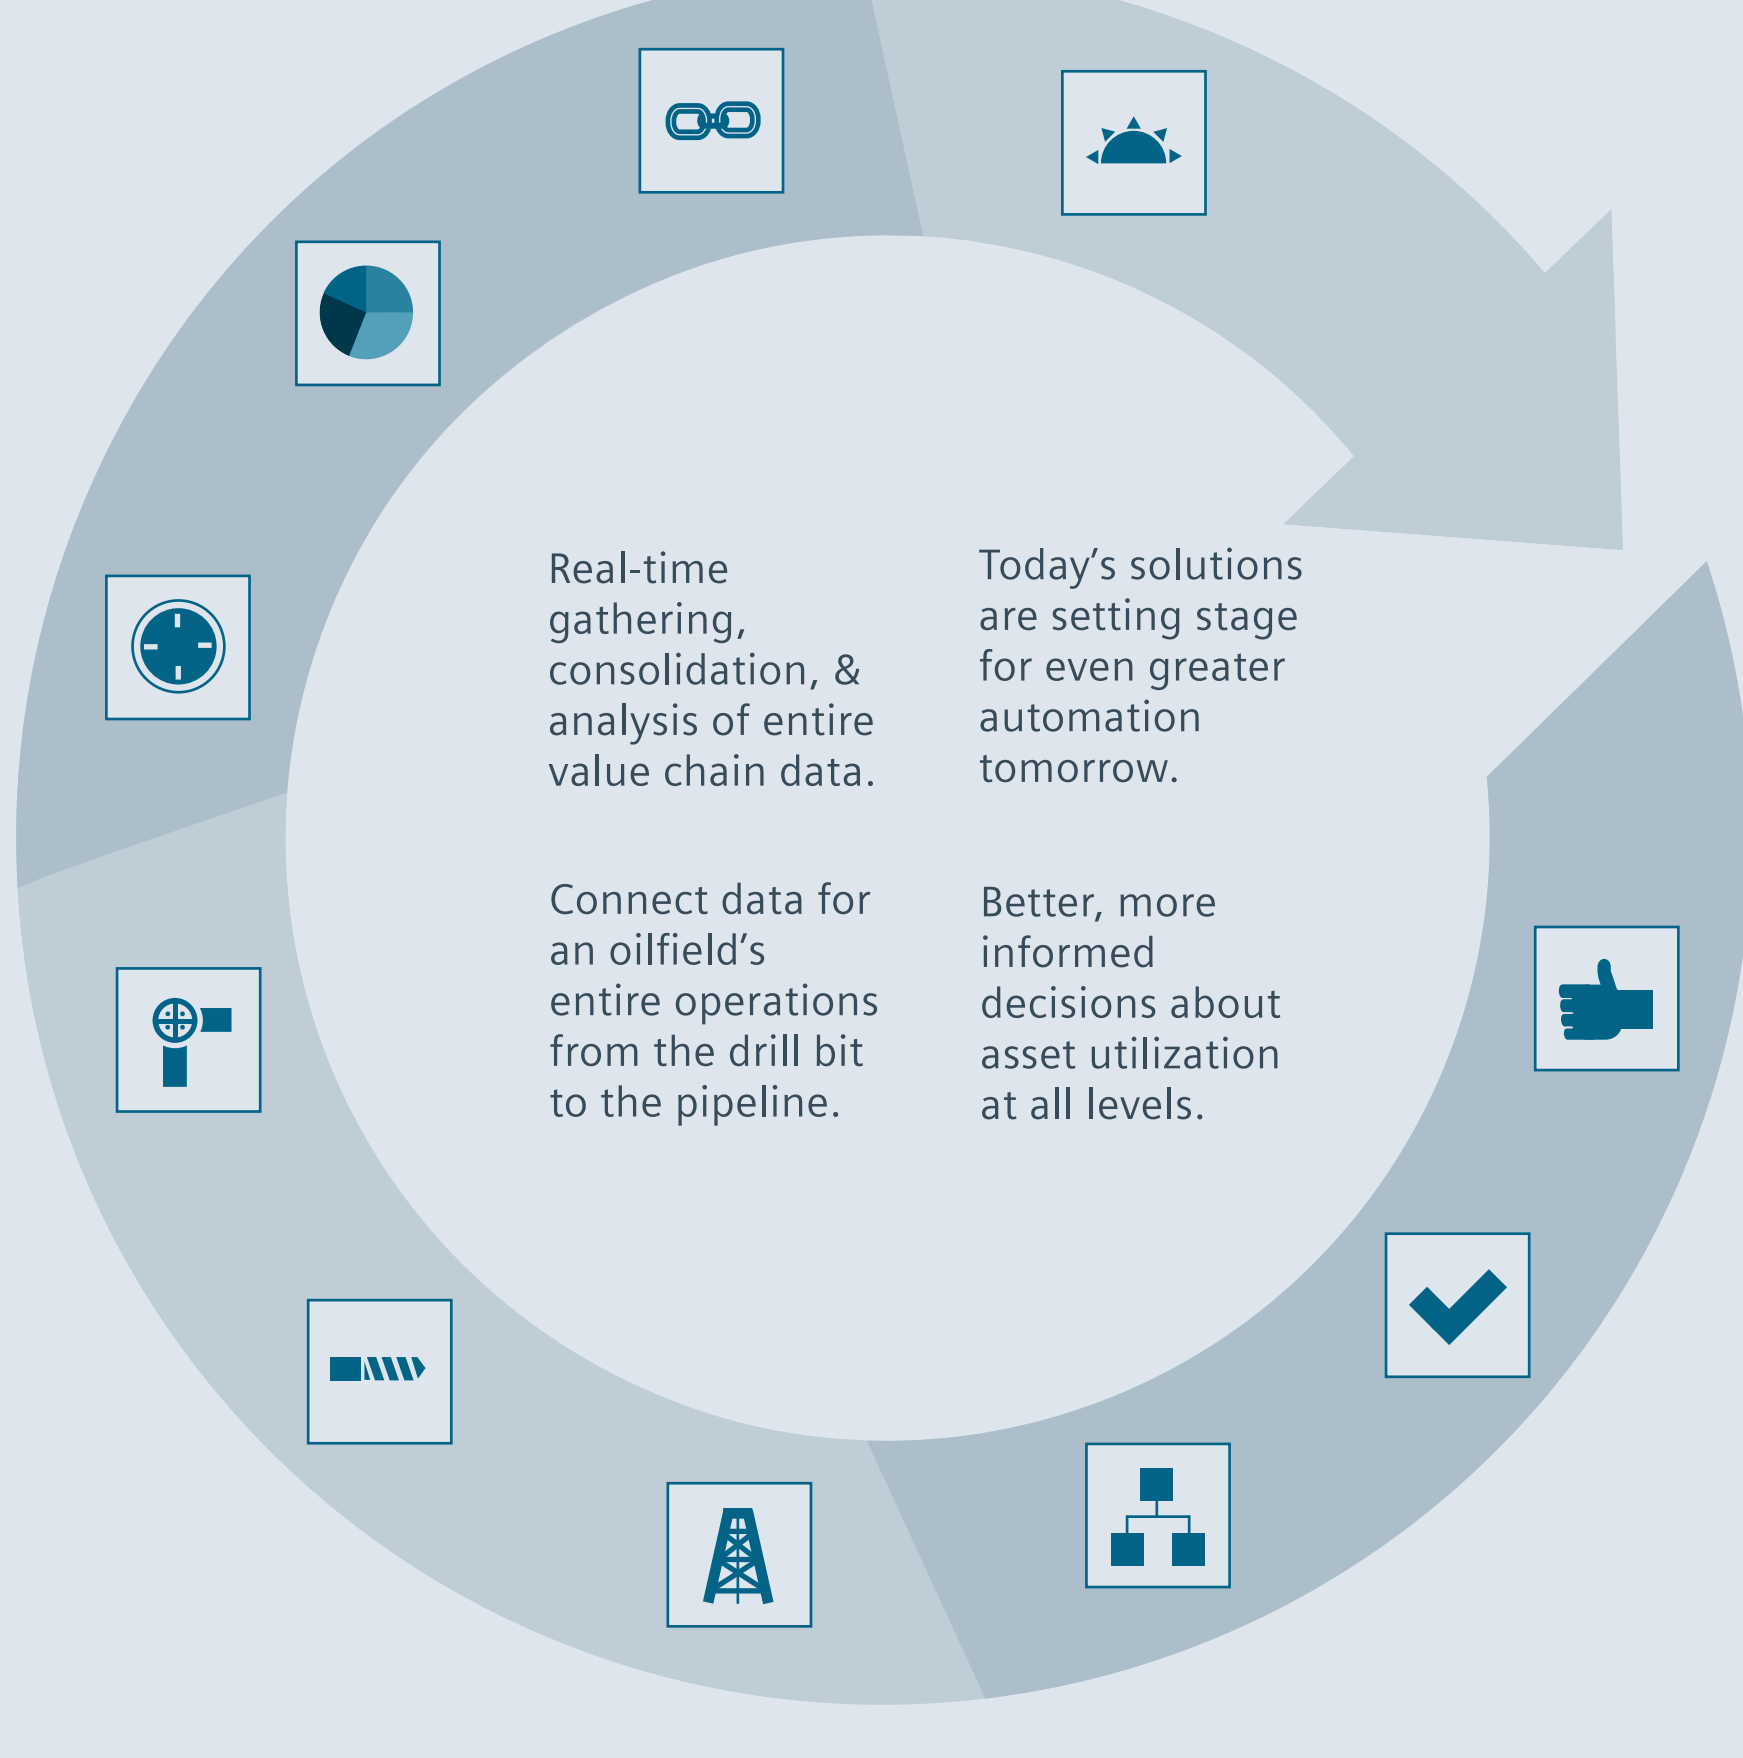 Real-time
gathering,
consolidation, &
analysis of entire
value chain data.
Today’s solutions
are setting stage
for even greater
automation
tomorrow.
Connect data for
an oilfield’s
entire operations
from the drill bit
to the pipeline.
Better, more
informed
decisions about
asset utilization
at all levels.